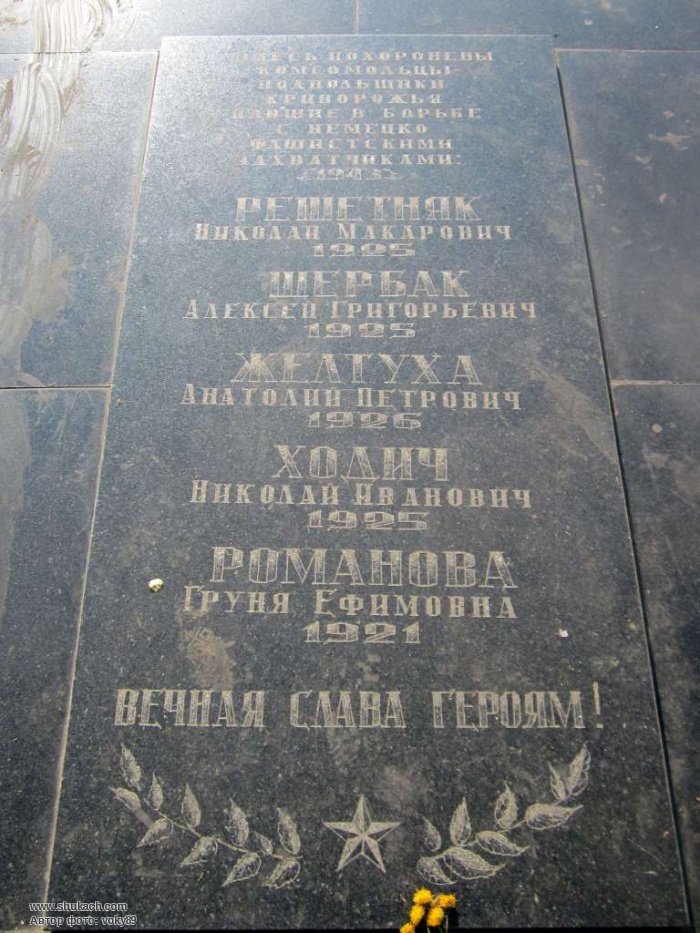 ЗДЕСЬ ПОХОРОНЕНЫ
КОМСОМОЛЬЦЫ
ПОДПОЛЬЩИКИ
КРИВОРОЖЬЯ
ПАВШИЕ В БОРЬБЕ
С НЕМЕЦКО
ФАШИСТСКИМИ
ЗАХВАТЧИКАМИ:
РЕШЕТНЯК
НИКОЛАЙ МАКАРОВИЧ
1925
ЩЕРБАК
АЛЕКСЕЙ ГРИГОРЬЕВИЧ
1925
ЖЕЛТУХА
АНАТОЛИЙ ПЕТРОВИЧ
1926
ХОДИЧ
НИКОЛАЙ ИВАНОВИЧ
1925
РОМАНОВА
ГРУНЯ ЕФИМОВНА
1921
ВЕЧНАЯ СЛАВА ГЕРОЯМ!
www.shukach.com
Автор фото: voky89